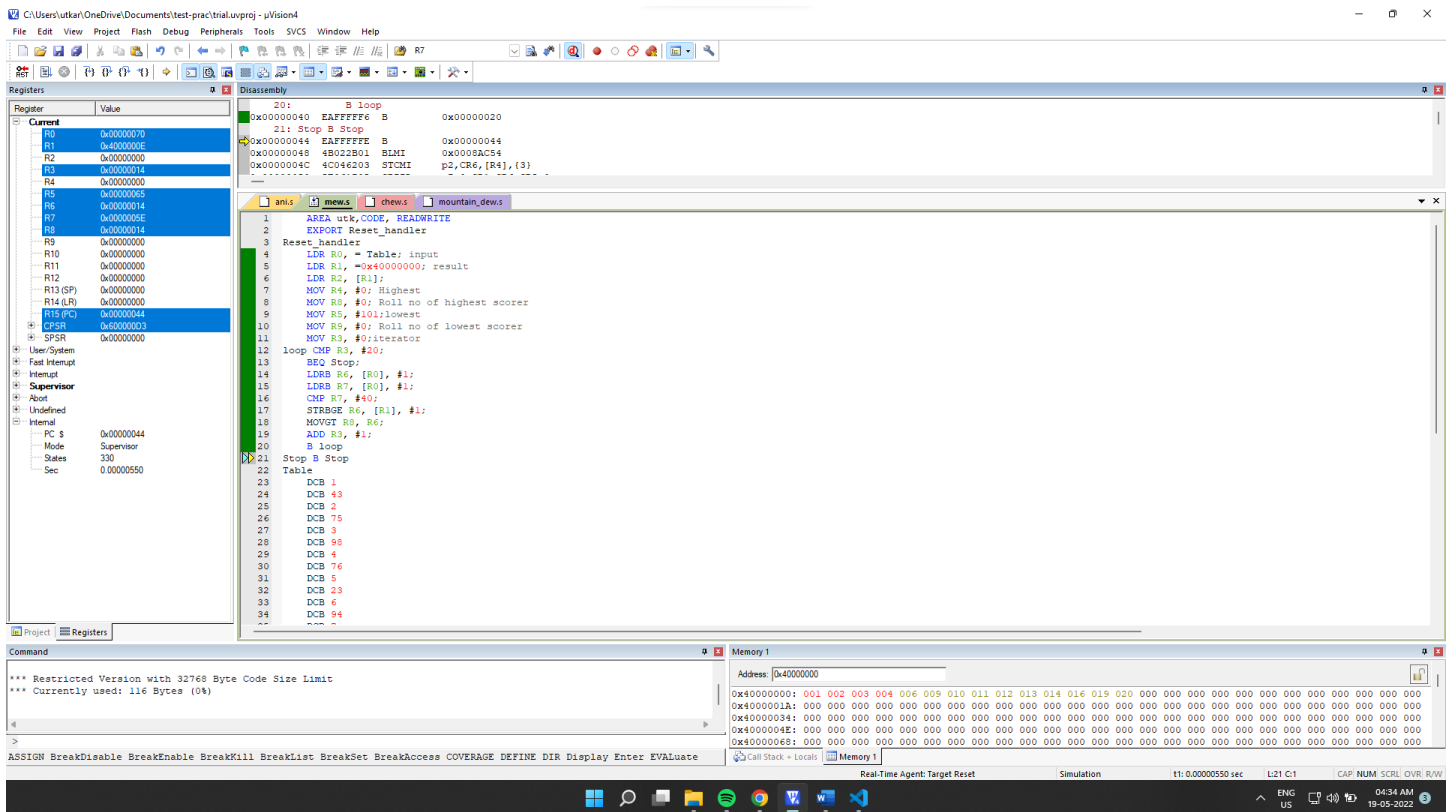 C:\Users\utkar\OneDrive\Documents\test-prac\trial.uvproj - µVision4
File Edit View Project Flash Debug Peripherals Tools SVCS Window Help
R7
Registers
Register Value
Current
R0 0x00000070
R1 0x4000000E
R2 0x00000000
R3 0x00000014
R4 0x00000000
R5 0x00000065
R6 0x00000014
R7 0x0000005E
R8 0x00000014
R9 0x00000000
R10 0x00000000
R11 0x00000000
R12 0x00000000
R13 (SP) 0x00000000
R14 (LR) 0x00000000
R15 (PC) 0x00000044
CPSR 0x600000D3
SPSR 0x00000000
User/System
Fast Interrupt
Interrupt
Supervisor
Abort
Undefined
Internal
PC $ 0x00000044
Mode Supervisor
States 330
Sec 0.00000550
Project Registers
Disassembly
20: B loop
0x00000040 EAFFFFF6 B 0x00000020
21: Stop B Stop
0x00000044 EAFFFFFE B 0x00000044
0x00000048 4B022B01 BLMI 0x0008AC54
0x0000004C 4C046203 STCMI p2,CR6,[R4],{3}
ani.s mew.s chew.s mountain_dew.s
1 AREA utk,CODE, READWRITE
2 EXPORT Reset_handler
3 Reset_handler
4 LDR R0, = Table; input
5 LDR R1, =0x40000000; result
6 LDR R2, [R1];
7 MOV R4, #0; Highest
8 MOV R8, #0; Roll no of highest scorer
9 MOV R5, #101;lowest
10 MOV R9, #0; Roll no of lowest scorer
11 MOV R3, #0;iterator
12 loop CMP R3, #20;
13 BEQ Stop;
14 LDRB R6, [R0], #1;
15 LDRB R7, [R0], #1;
16 CMP R7, #40;
17 STRBGE R6, [R1], #1;
18 MOVGT R8, R6;
19 ADD R3, #1;
20 B loop
21 Stop B Stop
22 Table
23 DCB 1
24 DCB 43
25 DCB 2
26 DCB 75
27 DCB 3
28 DCB 98
29 DCB 4
30 DCB 76
31 DCB 5
32 DCB 23
33 DCB 6
34 DCB 94
Command
*** Restricted Version with 32768 Byte Code Size Limit
*** Currently used: 116 Bytes (0%)
>
ASSIGN BreakDisable BreakEnable BreakKill BreakList BreakSet BreakAccess COVERAGE DEFINE DIR Display Enter EVALuate
Memory 1
Address: 0x40000000
0x40000000: 001 002 003 004 006 009 010 011 012 013 014 016 019 020 000 000 000 000 000 000 000 000 000 000 000 000
0x4000001A: 000 000 000 000 000 000 000 000 000 000 000 000 000 000 000 000 000 000 000 000 000 000 000 000 000 000
0x40000034: 000 000 000 000 000 000 000 000 000 000 000 000 000 000 000 000 000 000 000 000 000 000 000 000 000 000
0x4000004E: 000 000 000 000 000 000 000 000 000 000 000 000 000 000 000 000 000 000 000 000 000 000 000 000 000 000
0x40000068: 000 000 000 000 000 000 000 000 000 000 000 000 000 000 000 000 000 000 000 000 000 000 000 000 000 000
Call Stack + Locals Memory 1
Real-Time Agent: Target Reset Simulation t1: 0.00000550 sec L:21 C:1 CAP NUM SCRL OVR R/W
ENG
US
04:34 AM
19-05-2022
3